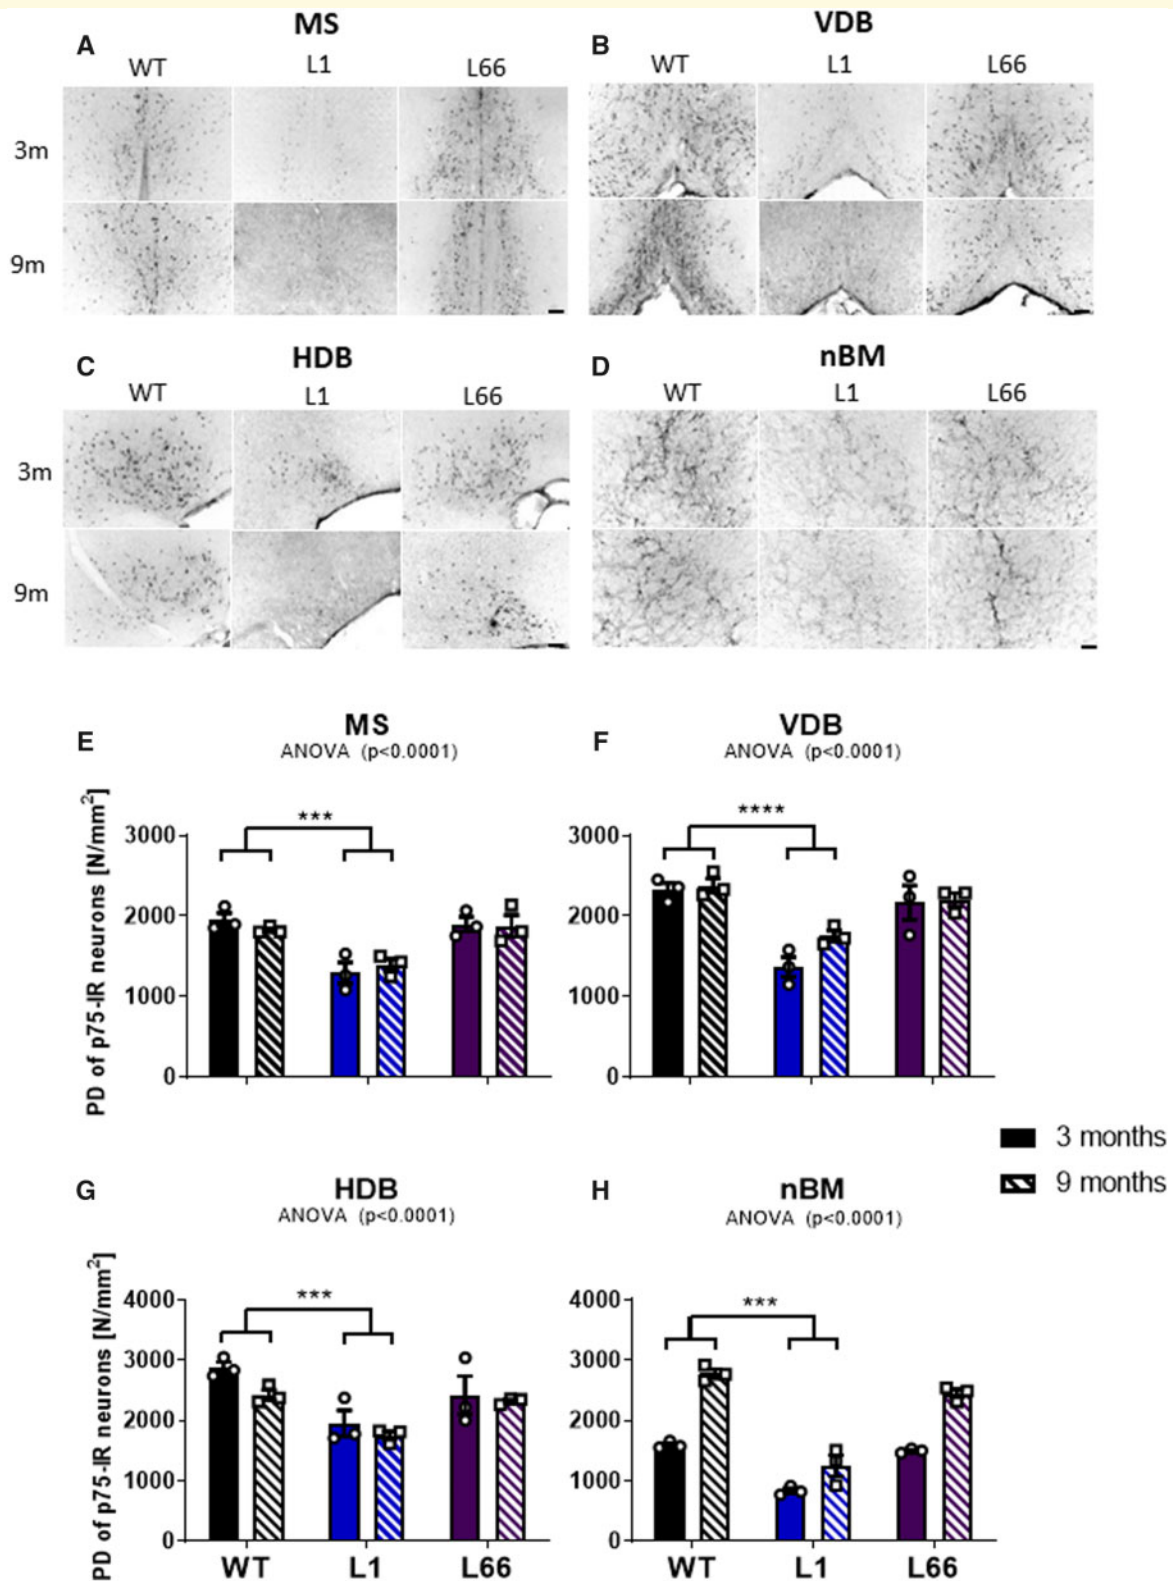 MS
A
WT L1 L66
3m
9m
VDB
B
WT L1 L66
HDB
C
WT L1 L66
3m
9m
nBM
D
WT L1 L66
E
MS
ANOVA (p<0.0001)
***
PD of p75-IR neurons [N/mm²]
3000
2000
1000
0
F
VDB
ANOVA (p<0.0001)
****
3000
2000
1000
0
3 months
9 months
G
HDB
ANOVA (p<0.0001)
***
PD of p75-IR neurons [N/mm²]
4000
3000
2000
1000
0
WT L1 L66
H
nBM
ANOVA (p<0.0001)
***
4000
3000
2000
1000
0
WT L1 L66